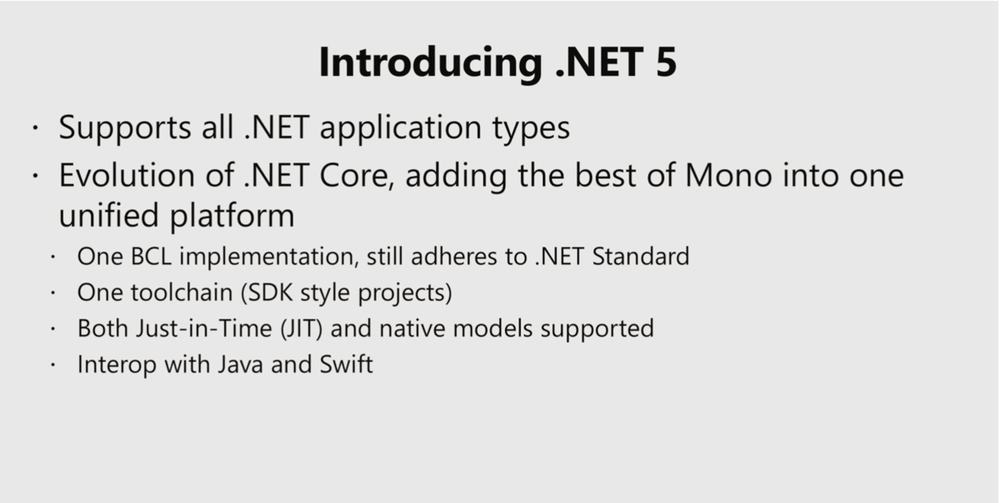 Introducing .NET 5
· Supports all .NET application types
· Evolution of .NET Core, adding the best of Mono into one
unified platform
· One BCL implementation, still adheres to .NET Standard
· One toolchain (SDK style projects)
· Both Just-in-Time (JIT) and native models supported
· Interop with Java and Swift